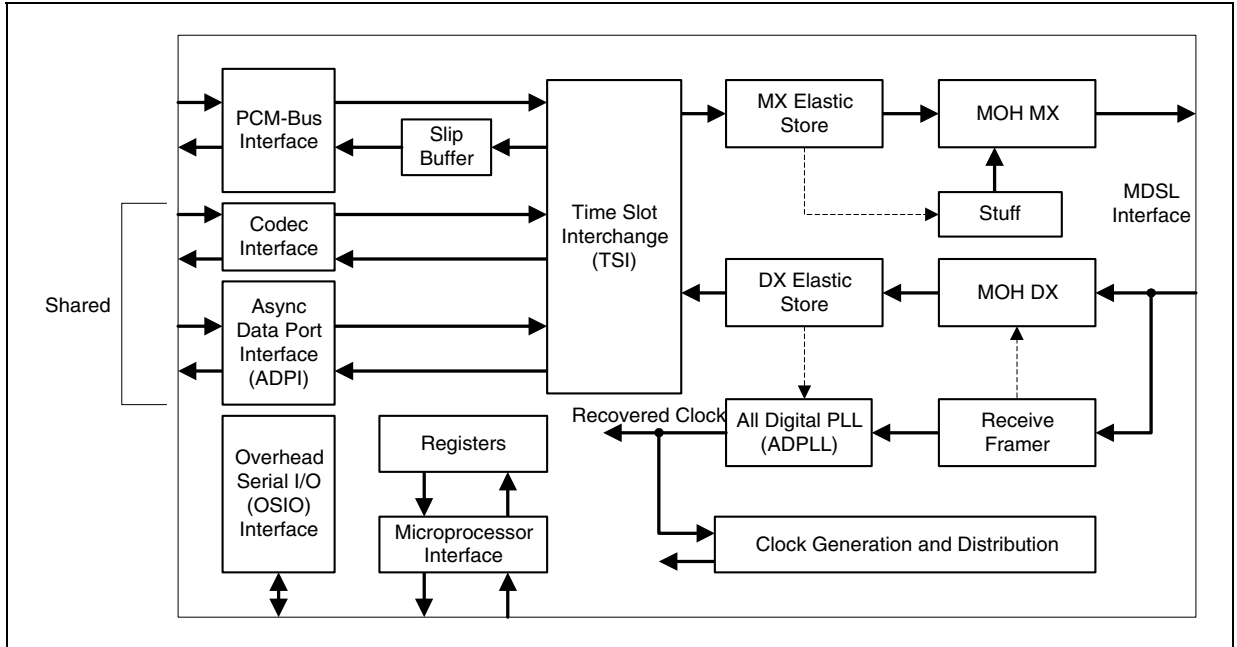 PCM-Bus
Interface
Slip
Buffer
Codec
Interface
Shared
Async
Data Port
Interface
(ADPI)
Overhead
Serial I/O
(OSIO)
Interface
Registers
Microprocessor
Interface
Time Slot
Interchange
(TSI)
MX Elastic
Store
MOH MX
Stuff
MDSL
Interface
DX Elastic
Store
MOH DX
Recovered Clock
All Digital PLL
(ADPLL)
Receive
Framer
Clock Generation and Distribution